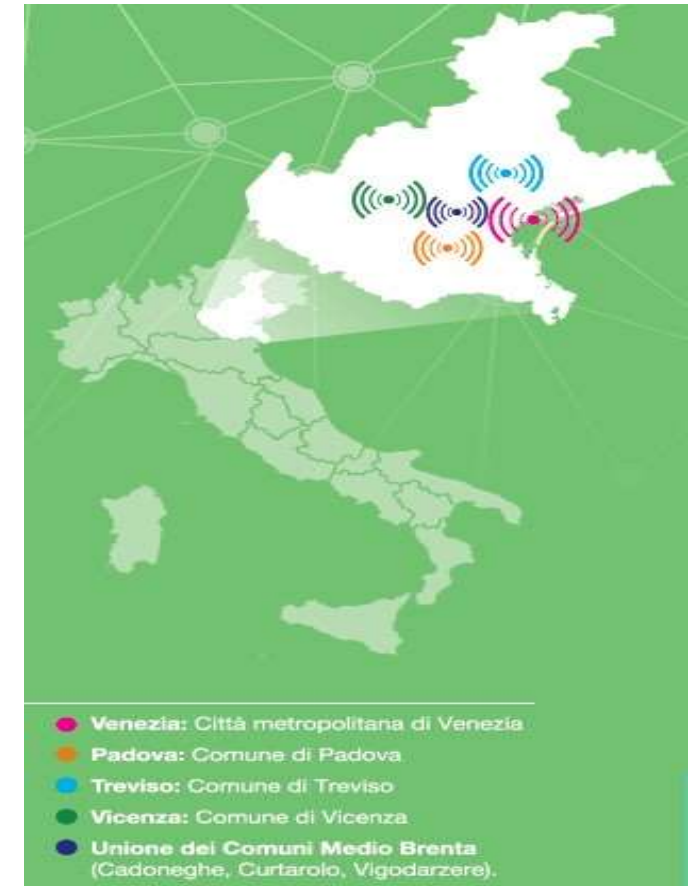 Venezia: Città metropolitana di Venezia
Padova: Comune di Padova
Treviso: Comune di Treviso
Vicenza: Comune di Vicenza
Unione dei Comuni Medio Brenta
(Cadoneghe, Curtarolo, Vigodarzere).